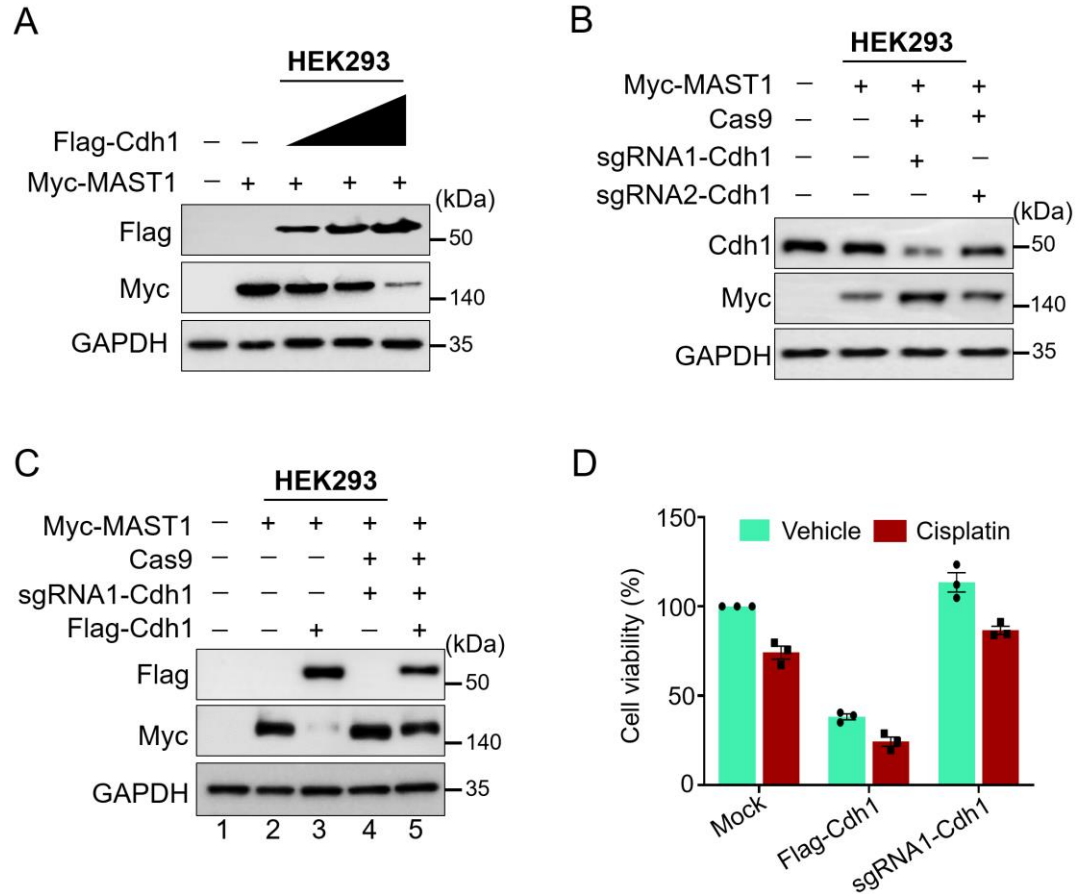 A
HEK293
Flag-Cdh1 – –
Myc-MAST1 – + + + +
(kDa)
Flag
50
Myc
140
GAPDH
35
B
HEK293
Myc-MAST1 – + + +
Cas9 – – + +
sgRNA1-Cdh1 – – + –
sgRNA2-Cdh1 – – – +
(kDa)
Cdh1
50
Myc
140
GAPDH
35
C
HEK293
Myc-MAST1 – + + + +
Cas9 – – – + +
sgRNA1-Cdh1 – – – + +
Flag-Cdh1 – – + – +
(kDa)
Flag
50
Myc
140
GAPDH
35
1 2 3 4 5
D
Vehicle Cisplatin
Cell viability (%)
150
100
50
0
Mock
Flag-Cdh1
sgRNA1-Cdh1